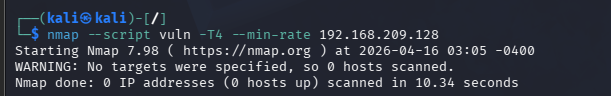 ┌──(kali㉿kali)-[/]
└─$ nmap --script vuln -T4 --min-rate 192.168.209.128
Starting Nmap 7.98 ( https://nmap.org ) at 2026-04-16 03:05 -0400
WARNING: No targets were specified, so 0 hosts scanned.
Nmap done: 0 IP addresses (0 hosts up) scanned in 10.34 seconds